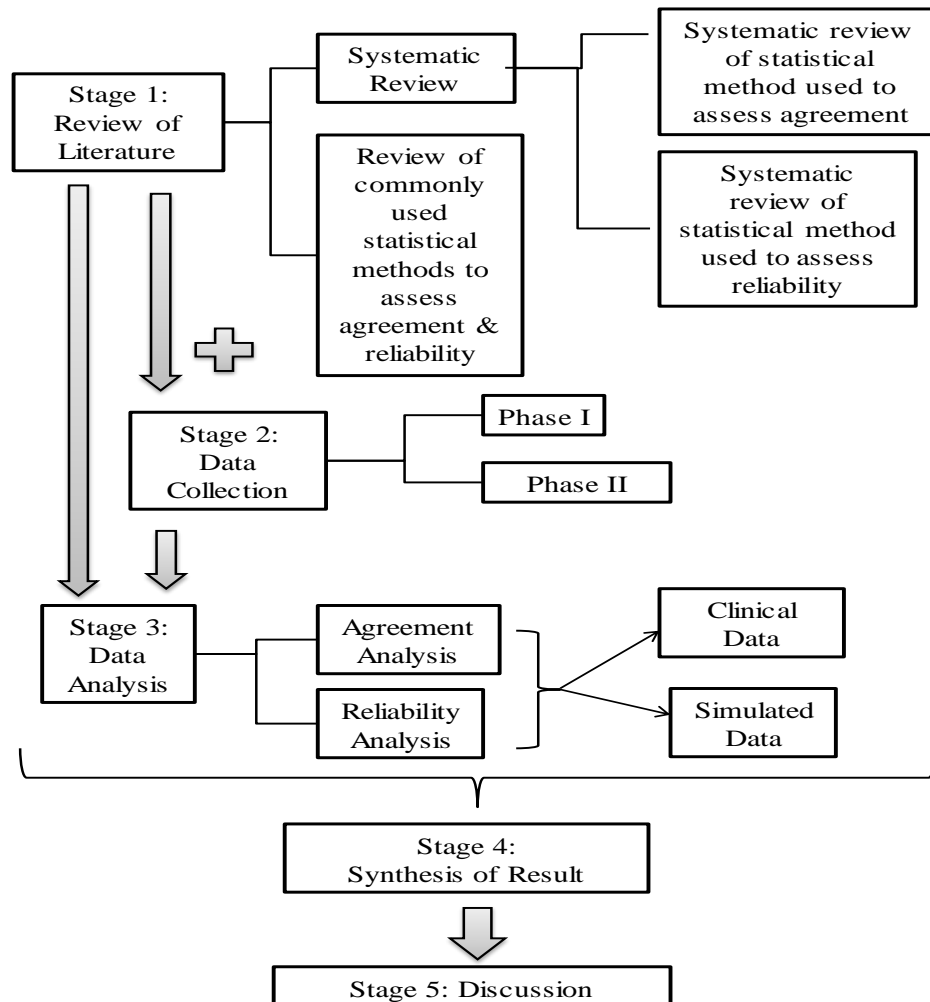 Stage 1:
Review of
Literature
Systematic
Review
Systematic review
of statistical
method used to
assess agreement
Review of
commonly
used
statistical
methods to
assess
agreement &
reliability
Systematic
review of
statistical method
used to assess
reliability
Stage 2:
Data
Collection
Phase I
Phase II
Stage 3:
Data
Analysis
Agreement
Analysis
Reliability
Analysis
Clinical
Data
Simulated
Data
Stage 4:
Synthesis of Result
Stage 5: Discussion